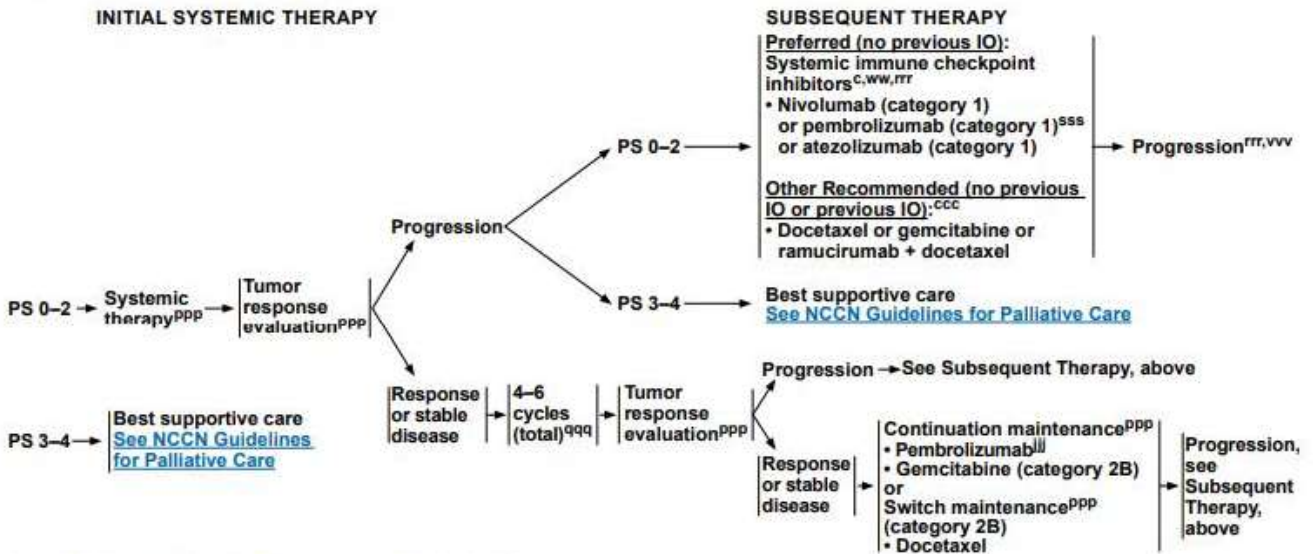 INITIAL SYSTEMIC THERAPY
SUBSEQUENT THERAPY
PS 0–2
Systemic
therapyppp
Tumor
response
evaluationppp
Progression
PS 0–2
Preferred (no previous IO):
Systemic immune checkpoint
inhibitorsc,ww,rrr
• Nivolumab (category 1)
or pembrolizumab (category 1)sss
or atezolizumab (category 1)
Other Recommended (no previous
IO or previous IO):ccc
• Docetaxel or gemcitabine or
ramucirumab + docetaxel
Progressionrrr,vvv
PS 3–4
Best supportive care
See NCCN Guidelines for Palliative Care
Response
or stable
disease
4–6
cycles
(total)qqq
Tumor
response
evaluationppp
Progression
See Subsequent Therapy, above
Response
or stable
disease
Continuation maintenanceppp
• Pembrolizumabjjj
• Gemcitabine (category 2B)
or
Switch maintenanceppp
(category 2B)
• Docetaxel
Progression,
see
Subsequent
Therapy,
above
PS 3–4
Best supportive care
See NCCN Guidelines
for Palliative Care